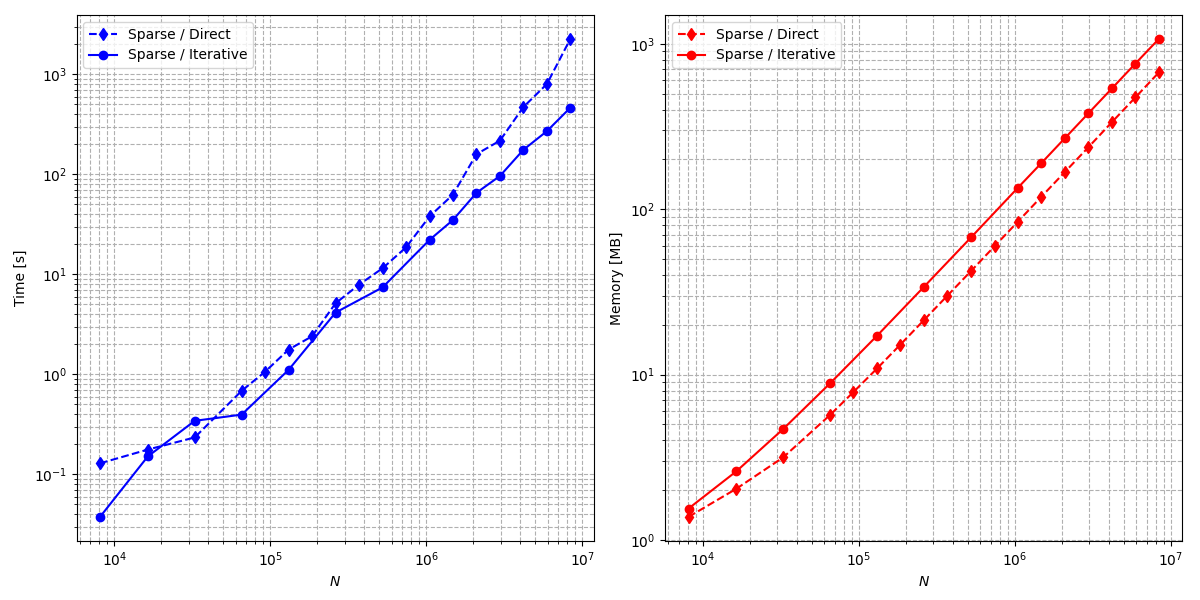 Sparse / Direct
Sparse / Iterative
Time [s]
10³
10²
10¹
10⁰
10⁻¹
10⁴ 10⁵ 10⁶ 10⁷
N
Sparse / Direct
Sparse / Iterative
Memory [MB]
10³
10²
10¹
10⁰
10⁴ 10⁵ 10⁶ 10⁷
N